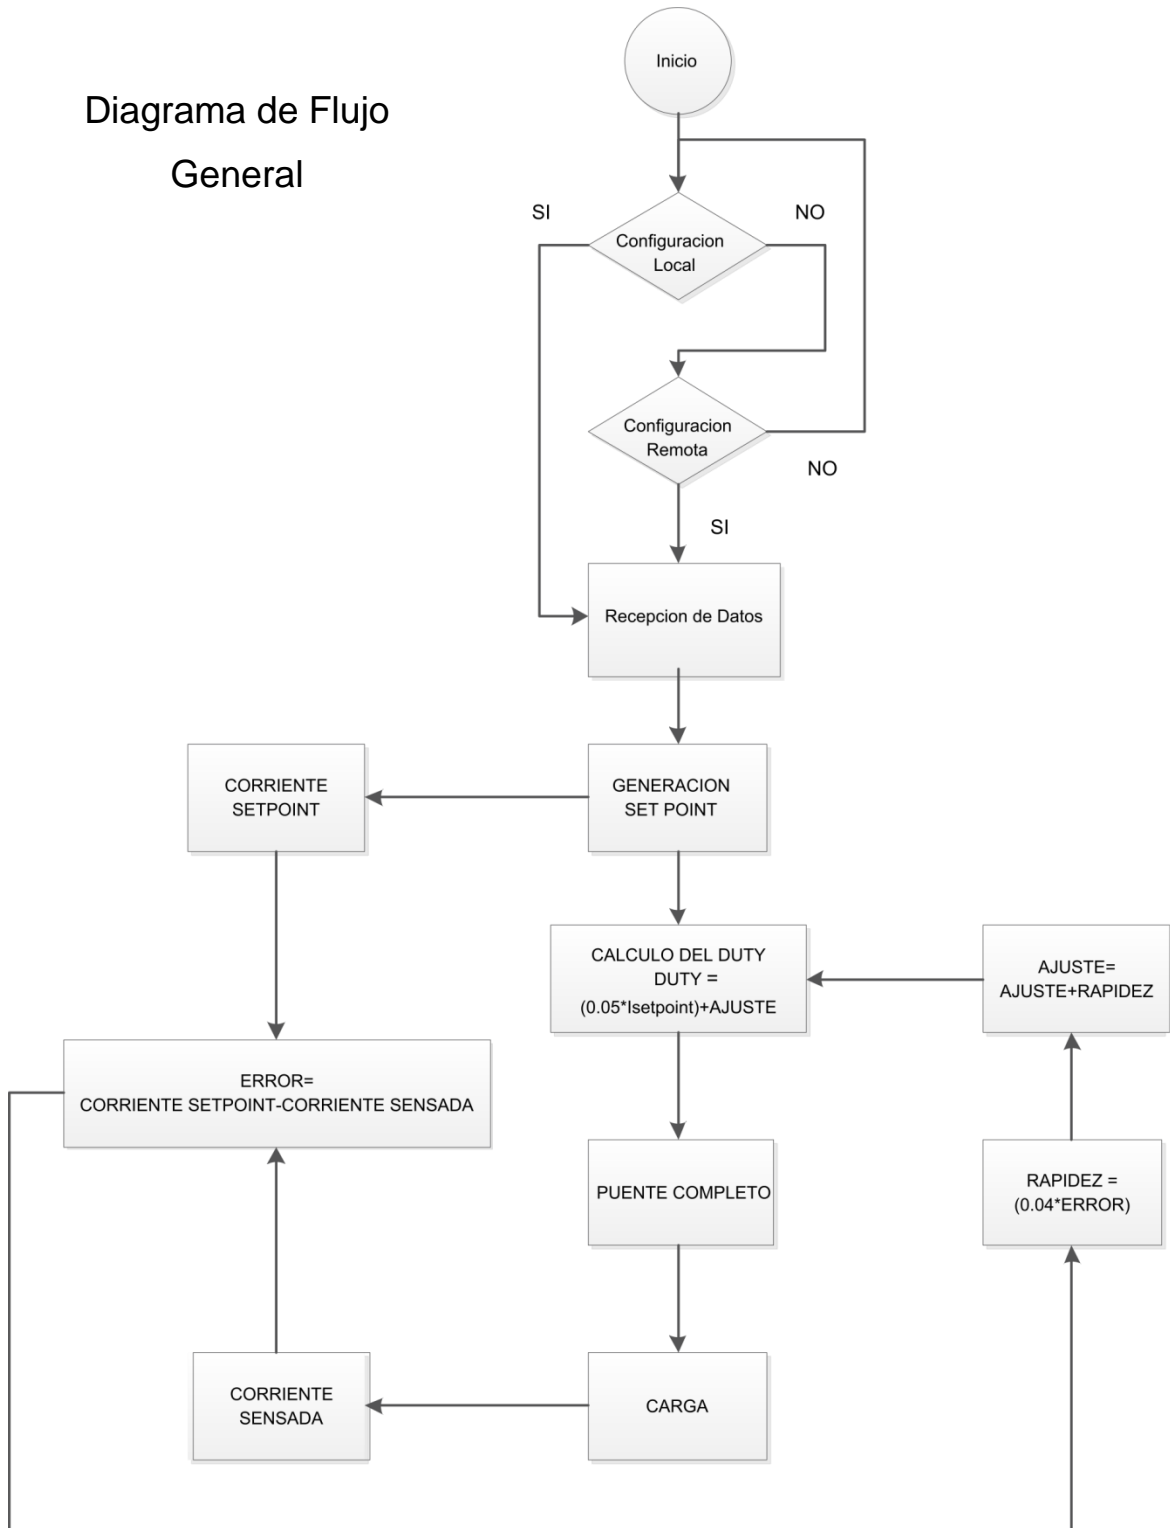 Inicio
Diagrama de Flujo
General
SI
NO
Configuracion
Local
Configuracion
Remota
NO
SI
Recepcion de Datos
CORRIENTE
SETPOINT
GENERACION
SET POINT
CALCULO DEL DUTY
DUTY =
(0.05*Isetpoint)+AJUSTE
AJUSTE=
AJUSTE+RAPIDEZ
ERROR=
CORRIENTE SETPOINT-CORRIENTE SENSADA
PUENTE COMPLETO
RAPIDEZ =
(0.04*ERROR)
CORRIENTE
SENSADA
CARGA